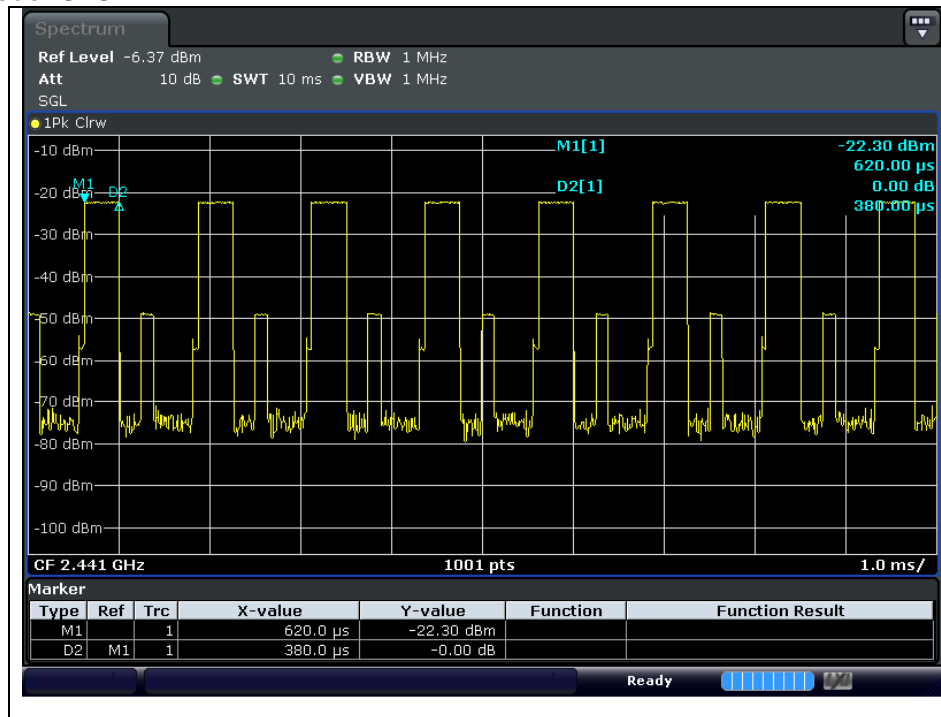 Spectrum
Ref Level -6.37 dBm RBW 1 MHz
Att 10 dB SWT 10 ms VBW 1 MHz
SGL
1Pk Clrw
M1[1] -22.30 dBm
620.00 µs
D2[1] 0.00 dB
380.00 µs
-10 dBm
M1 D2
-20 dBm
-30 dBm
-40 dBm
-50 dBm
-60 dBm
-70 dBm
-80 dBm
-90 dBm
-100 dBm
CF 2.441 GHz 1001 pts 1.0 ms/
Marker
Type Ref Trc X-value Y-value Function Function Result
M1 1 620.0 µs -22.30 dBm
D2 M1 1 380.0 µs -0.00 dB
Ready